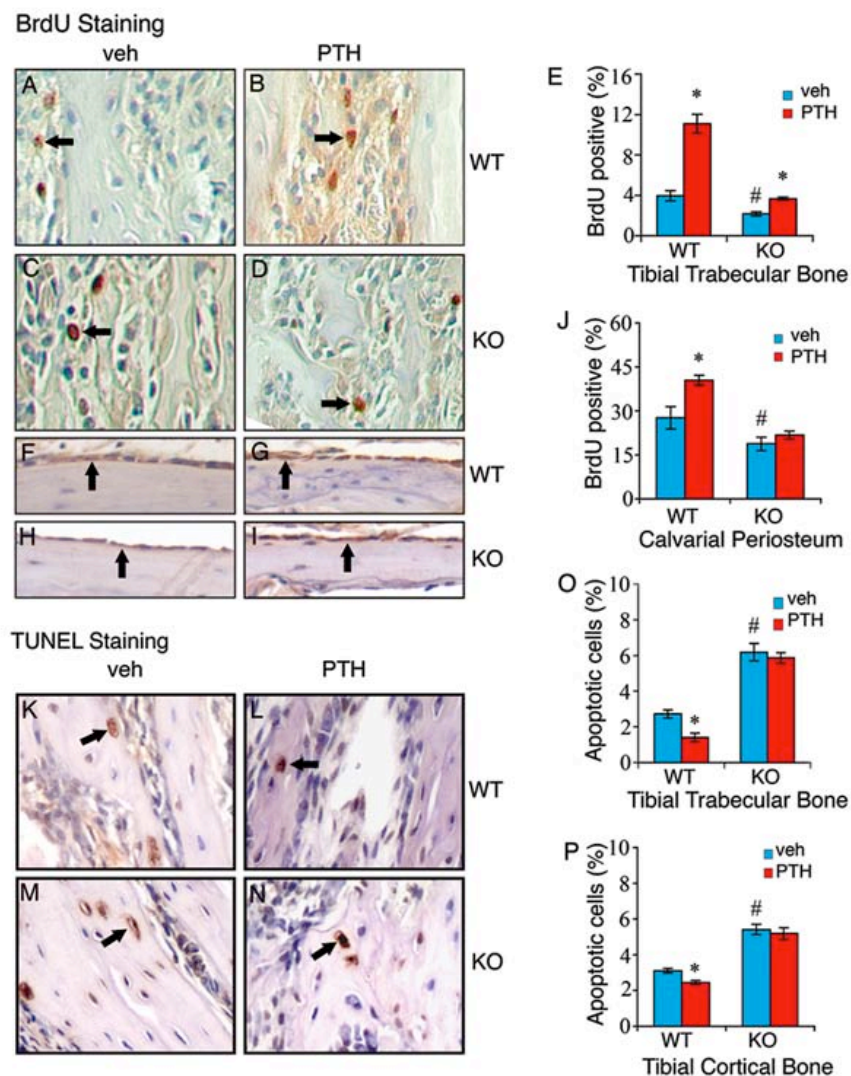 BrdU Staining
veh PTH
A B WT
C D KO
F G WT
H I KO
TUNEL Staining
veh PTH
K L WT
M N KO
E
BrdU positive (%)
16
12
8
4
0
veh
PTH
*
#
*
WT KO
Tibial Trabecular Bone
J
BrdU positive (%)
60
45
30
15
0
veh
PTH
*
#
WT KO
Calvarial Periosteum
O
Apoptotic cells (%)
10
8
6
4
2
0
veh
PTH
#
*
WT KO
Tibial Trabecular Bone
P
Apoptotic cells (%)
10
8
6
4
2
0
veh
PTH
#
*
WT KO
Tibial Cortical Bone